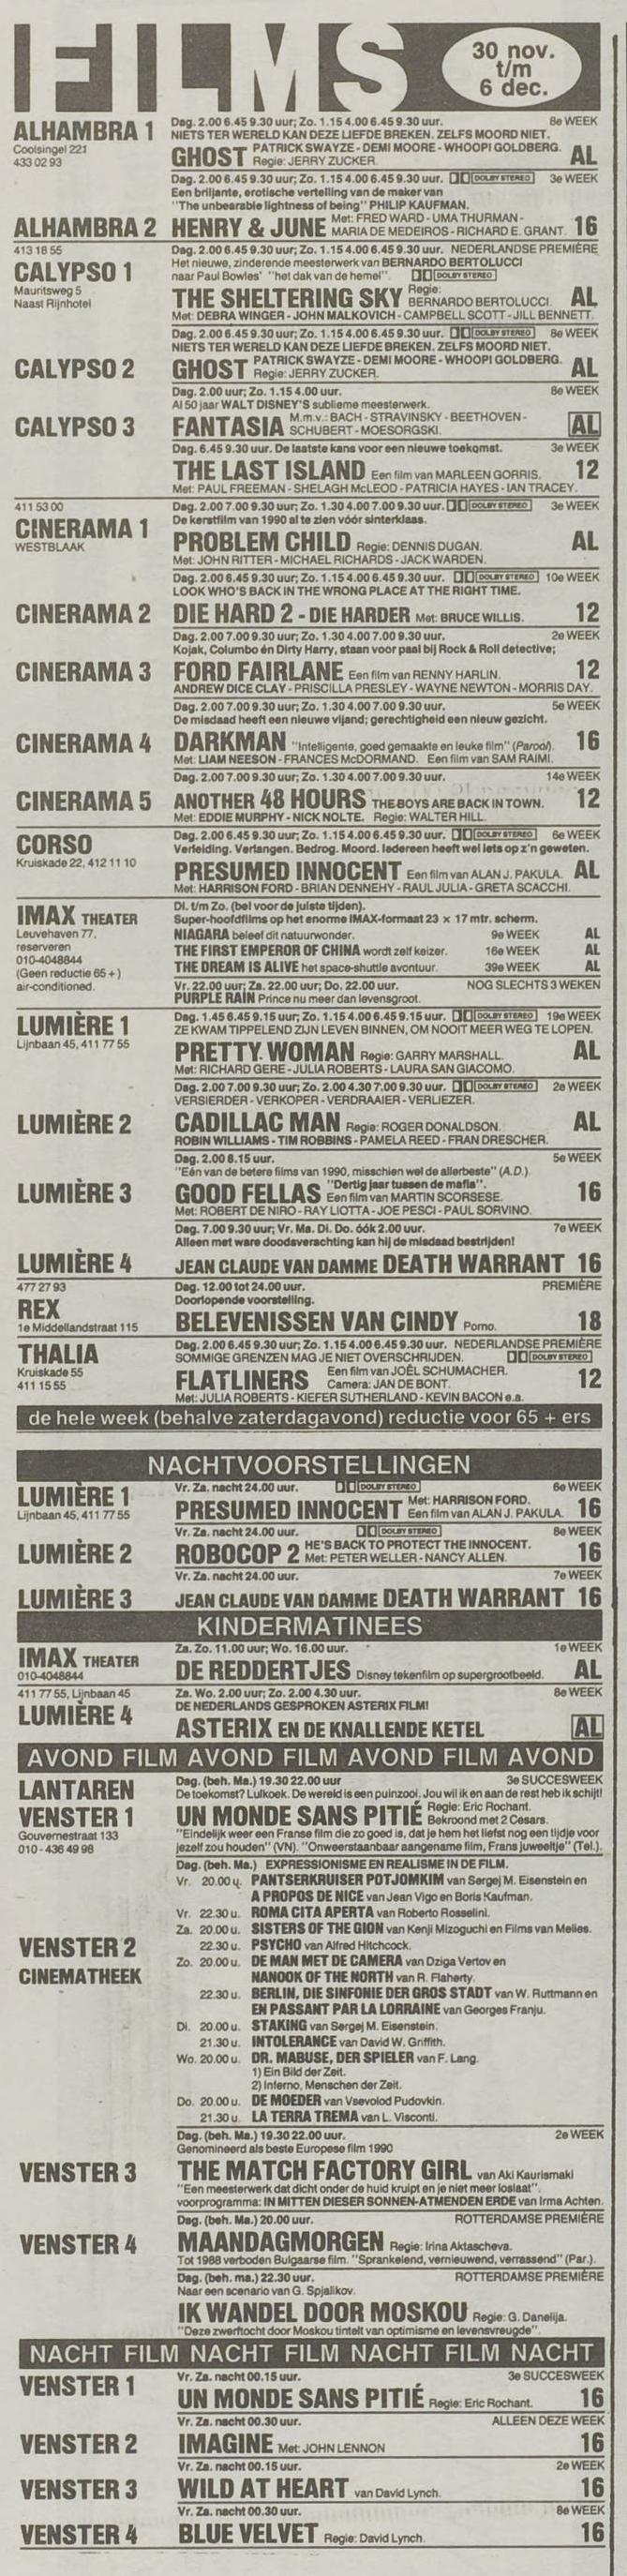 FILMS
30 nov.
t/m
6 dec.
ALHAMBRA 1
Coolsingel 221
433 02 93
Dag. 2.00 6.45 9.30 uur; Zo. 1.15 4.00 6.45 9.30 uur. 8e WEEK
NIETS TER WERELD KAN DEZE LIEFDE BREKEN. ZELFS MOORD NIET.
GHOST PATRICK SWAYZE - DEMI MOORE - WHOOPI GOLDBERG.
Regie: JERRY ZUCKER. AL
Dag. 2.00 6.45 9.30 uur; Zo. 1.15 4.00 6.45 9.30 uur. DOLBY STEREO 3e WEEK
Een briljante, erotische vertelling van de maker van
"The unbearable lightness of being" PHILIP KAUFMAN.
ALHAMBRA 2 HENRY & JUNE Met: FRED WARD - UMA THURMAN -
MARIA DE MEDEIROS - RICHARD E. GRANT. 16
413 18 55
CALYPSO 1
Mauritsweg 5
Naast Rijnhotel
Dag. 2.00 6.45 9.30 uur; Zo. 1.15 4.00 6.45 9.30 uur. NEDERLANDSE PREMIÈRE
Het nieuwe, zinderende meesterwerk van BERNARDO BERTOLUCCI
naar Paul Bowles' "het dak van de hemel". DOLBY STEREO
THE SHELTERING SKY Regie:
BERNARDO BERTOLUCCI. AL
Met: DEBRA WINGER - JOHN MALKOVICH - CAMPBELL SCOTT - JILL BENNETT.
Dag. 2.00 6.45 9.30 uur; Zo. 1.15 4.00 6.45 9.30 uur. DOLBY STEREO 8e WEEK
NIETS TER WERELD KAN DEZE LIEFDE BREKEN. ZELFS MOORD NIET.
CALYPSO 2 GHOST PATRICK SWAYZE - DEMI MOORE - WHOOPI GOLDBERG.
Regie: JERRY ZUCKER. AL
Dag. 2.00 uur; Zo. 1.15 4.00 uur. 8e WEEK
Al 50 jaar WALT DISNEY'S sublieme meesterwerk.
CALYPSO 3 FANTASIA M.m.v.: BACH - STRAVINSKY - BEETHOVEN -
SCHUBERT - MOESORGSKI. AL
Dag. 6.45 9.30 uur. De laatste kans voor een nieuwe toekomst. 3e WEEK
THE LAST ISLAND Een film van MARLEEN GORRIS. 12
Met: PAUL FREEMAN - SHELAGH McLEOD - PATRICIA HAYES - IAN TRACEY.
411 53 00
CINERAMA 1
WESTBLAAK
Dag. 2.00 7.00 9.30 uur; Zo. 1.30 4.00 7.00 9.30 uur. DOLBY STEREO 3e WEEK
De kerstfilm van 1990 al te zien vóór sinterklaas.
PROBLEM CHILD Regie: DENNIS DUGAN. AL
Met: JOHN RITTER - MICHAEL RICHARDS - JACK WARDEN.
Dag. 2.00 6.45 9.30 uur; Zo. 1.15 4.00 6.45 9.30 uur. DOLBY STEREO 10e WEEK
LOOK WHO'S BACK IN THE WRONG PLACE AT THE RIGHT TIME.
CINERAMA 2 DIE HARD 2 - DIE HARDER Met: BRUCE WILLIS. 12
Dag. 2.00 7.00 9.30 uur; Zo. 1.30 4.00 7.00 9.30 uur. 2e WEEK
Kojak, Columbo én Dirty Harry, staan voor paal bij Rock & Roll detective;
CINERAMA 3 FORD FAIRLANE Een film van RENNY HARLIN. 12
ANDREW DICE CLAY - PRISCILLA PRESLEY - WAYNE NEWTON - MORRIS DAY.
Dag. 2.00 7.00 9.30 uur; Zo. 1.30 4.00 7.00 9.30 uur. 5e WEEK
De misdaad heeft een nieuwe vijand; gerechtigheid een nieuw gezicht.
CINERAMA 4 DARKMAN "Intelligente, goed gemaakte en leuke film" (Parool). 16
Met: LIAM NEESON - FRANCES McDORMAND. Een film van SAM RAIMI.
Dag. 2.00 7.00 9.30 uur; Zo. 1.30 4.00 7.00 9.30 uur. 14e WEEK
CINERAMA 5 ANOTHER 48 HOURS THE BOYS ARE BACK IN TOWN. 12
Met: EDDIE MURPHY - NICK NOLTE. Regie: WALTER HILL.
CORSO
Kruiskade 22, 412 11 10
Dag. 2.00 6.45 9.30 uur; Zo. 1.15 4.00 6.45 9.30 uur. DOLBY STEREO 6e WEEK
Verleiding. Verlangen. Bedrog. Moord. Iedereen heeft wel iets op z'n geweten.
PRESUMED INNOCENT Een film van ALAN J. PAKULA. AL
Met: HARRISON FORD - BRIAN DENNEHY - RAUL JULIA - GRETA SCACCHI.
IMAX THEATER
Leuvehaven 77,
reserveren
010-4048844
(Geen reductie 65 +)
air-conditioned.
Di. t/m Zo. (bel voor de juiste tijden).
Super-hoofdfilms op het enorme IMAX-formaat 23 × 17 mtr. scherm.
NIAGARA beleef dit natuurwonder. 9e WEEK AL
THE FIRST EMPEROR OF CHINA wordt zelf keizer. 16e WEEK AL
THE DREAM IS ALIVE het space-shuttle avontuur. 39e WEEK AL
Vr. 22.00 uur; Za. 22.00 uur; Do. 22.00 uur. NOG SLECHTS 3 WEKEN
PURPLE RAIN Prince nu meer dan levensgroot.
LUMIÈRE 1
Lijnbaan 45, 411 77 55
Dag. 1.45 6.45 9.15 uur; Zo. 1.15 4.00 6.45 9.15 uur. DOLBY STEREO 19e WEEK
ZE KWAM TIPPELEND ZIJN LEVEN BINNEN, OM NOOIT MEER WEG TE LOPEN.
PRETTY WOMAN Regie: GARRY MARSHALL. AL
Met: RICHARD GERE - JULIA ROBERTS - LAURA SAN GIACOMO.
Dag. 2.00 7.00 9.30 uur; Zo. 2.00 4.30 7.00 9.30 uur. DOLBY STEREO 2e WEEK
VERSIERDER - VERKOPER - VERDRAAIER - VERLIEZER.
LUMIÈRE 2 CADILLAC MAN Regie: ROGER DONALDSON. AL
ROBIN WILLIAMS - TIM ROBBINS - PAMELA REED - FRAN DRESCHER.
Dag. 2.00 8.15 uur. 5e WEEK
"Eén van de betere films van 1990, misschien wel de allerbeste" (A.D.).
LUMIÈRE 3 GOOD FELLAS "Dertig jaar tussen de mafia".
Een film van MARTIN SCORSESE. 16
Met: ROBERT DE NIRO - RAY LIOTTA - JOE PESCI - PAUL SORVINO.
Dag. 7.00 9.30 uur; Vr. Ma. Di. Do. óók 2.00 uur. 7e WEEK
Alleen met ware doodsverachting kan hij de misdaad bestrijden!
LUMIÈRE 4 JEAN CLAUDE VAN DAMME DEATH WARRANT 16
477 27 93
REX
1e Middellandstraat 115
Dag. 12.00 tot 24.00 uur. PREMIÈRE
Doorlopende voorstelling.
BELEVENISSEN VAN CINDY Porno. 18
THALIA
Kruiskade 55
411 15 55
Dag. 2.00 6.45 9.30 uur; Zo. 1.15 4.00 6.45 9.30 uur. NEDERLANDSE PREMIÈRE
SOMMIGE GRENZEN MAG JE NIET OVERSCHRIJDEN. DOLBY STEREO
FLATLINERS Een film van JOËL SCHUMACHER.
Camera: JAN DE BONT. 12
Met: JULIA ROBERTS - KIEFER SUTHERLAND - KEVIN BACON e.a.
de hele week (behalve zaterdagavond) reductie voor 65 + ers
NACHTVOORSTELLINGEN
LUMIÈRE 1
Lijnbaan 45, 411 77 55
Vr. Za. nacht 24.00 uur. DOLBY STEREO 6e WEEK
PRESUMED INNOCENT Met: HARRISON FORD.
Een film van ALAN J. PAKULA. 16
Vr. Za. nacht 24.00 uur. DOLBY STEREO 8e WEEK
LUMIÈRE 2 ROBOCOP 2 HE'S BACK TO PROTECT THE INNOCENT.
Met: PETER WELLER - NANCY ALLEN. 16
Vr. Za. nacht 24.00 uur. 7e WEEK
LUMIÈRE 3 JEAN CLAUDE VAN DAMME DEATH WARRANT 16
KINDERMATINEES
IMAX THEATER
010-4048844
Za. Zo. 11.00 uur; Wo. 16.00 uur. 1e WEEK
DE REDDERTJES Disney tekenfilm op supergrootbeeld. AL
411 77 55, Lijnbaan 45
LUMIÈRE 4
Za. Wo. 2.00 uur; Zo. 2.00 4.30 uur. 8e WEEK
DE NEDERLANDS GESPROKEN ASTERIX FILM!
ASTERIX EN DE KNALLENDE KETEL AL
AVOND FILM AVOND FILM AVOND FILM AVOND
LANTAREN
VENSTER 1
Gouvernestraat 133
010 - 436 49 98
Dag. (beh. Ma.) 19.30 22.00 uur 3e SUCCESWEEK
De toekomst? Lulkoek. De wereld is een puinzooi. Jou wil ik en aan de rest heb ik schijt!
UN MONDE SANS PITIÉ Regie: Eric Rochant.
Bekroond met 2 Césars.
"Eindelijk weer een Franse film die zo goed is, dat je hem het liefst nog een tijdje voor
jezelf zou houden" (VN). "Onweerstaanbaar aangename film, Frans juweeltje" (Tel.).
VENSTER 2
CINEMATHEEK
Dag. (beh. Ma.) EXPRESSIONISME EN REALISME IN DE FILM.
Vr. 20.00 u. PANTSERKRUISER POTJOMKIM van Sergej M. Eisenstein en
A PROPOS DE NICE van Jean Vigo en Boris Kaufman.
Vr. 22.30 u. ROMA CITA APERTA van Roberto Rosselini.
Za. 20.00 u. SISTERS OF THE GION van Kenji Mizoguchi en Films van Melies.
22.30 u. PSYCHO van Alfred Hitchcock.
Zo. 20.00 u. DE MAN MET DE CAMERA van Dziga Vertov en
NANOOK OF THE NORTH van R. Flaherty.
22.30 u. BERLIN, DIE SINFONIE DER GROS STADT van W. Ruttmann en
EN PASSANT PAR LA LORRAINE van Georges Franju.
Di. 20.00 u. STAKING van Sergej M. Eisenstein.
21.30 u. INTOLERANCE van David W. Griffith.
Wo. 20.00 u. DR. MABUSE, DER SPIELER van F. Lang.
1) Ein Bild der Zeit.
2) Inferno, Menschen der Zeit.
Do. 20.00 u. DE MOEDER van Vsevolod Pudovkin.
21.30 u. LA TERRA TREMA van L. Visconti.
Dag. (beh. Ma.) 19.30 22.00 uur. 2e WEEK
Genomineerd als beste Europese film 1990
VENSTER 3 THE MATCH FACTORY GIRL van Aki Kaurismaki
"Een meesterwerk dat dicht onder de huid kruipt en je niet meer loslaat".
voorprogramma: IN MITTEN DIESER SONNEN-ATMENDEN ERDE van Irma Achten.
Dag. (beh. Ma.) 20.00 uur. ROTTERDAMSE PREMIÈRE
VENSTER 4 MAANDAGMORGEN Regie: Irina Aktascheva.
Tot 1988 verboden Bulgaarse film. "Sprankelend, vernieuwend, verrassend" (Par.).
Dag. (beh. ma.) 22.30 uur. ROTTERDAMSE PREMIÈRE
Naar een scenario van G. Spjalikov.
IK WANDEL DOOR MOSKOU Regie: G. Danelija.
"Deze zwerftocht door Moskou tintelt van optimisme en levensvreugde".
NACHT FILM NACHT FILM NACHT FILM NACHT
Vr. Za. nacht 00.15 uur. 3e SUCCESWEEK
VENSTER 1 UN MONDE SANS PITIÉ Regie: Eric Rochant. 16
Vr. Za. nacht 00.30 uur. ALLEEN DEZE WEEK
VENSTER 2 IMAGINE Met: JOHN LENNON 16
Vr. Za. nacht 00.15 uur. 2e WEEK
VENSTER 3 WILD AT HEART van David Lynch. 16
Vr. Za. nacht 00.30 uur. 8e WEEK
VENSTER 4 BLUE VELVET Regie: David Lynch. 16